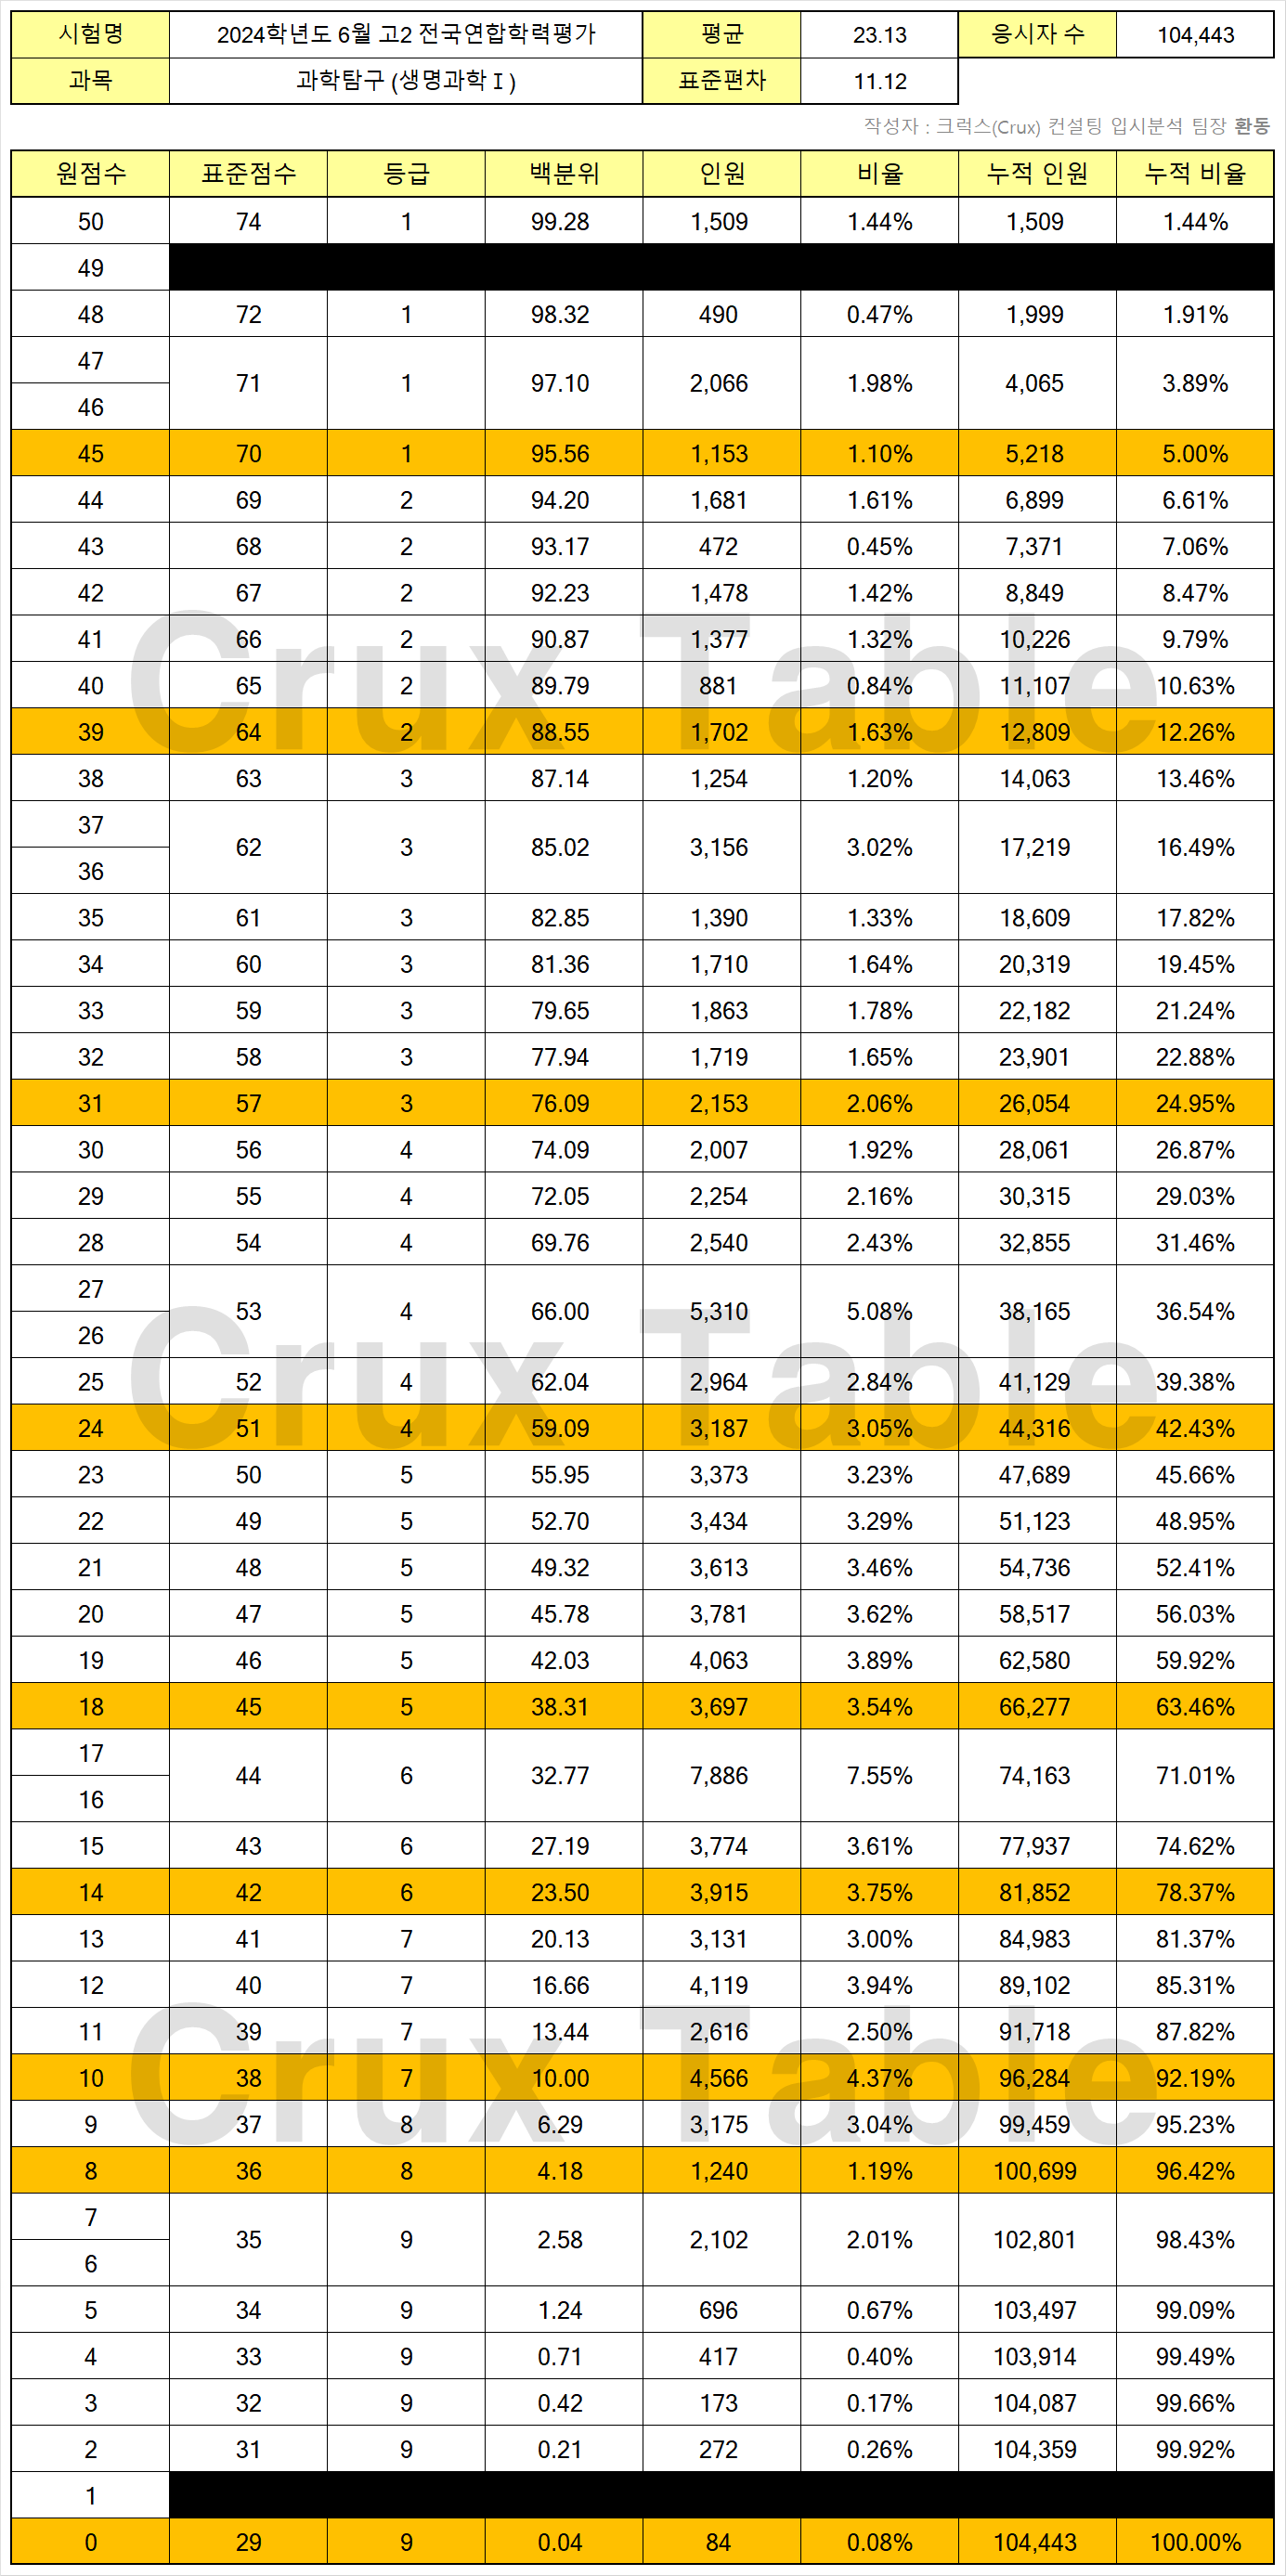 시험명 2024학년도 6월 고2 전국연합학력평가 평균 23.13 응시자 수 104,443
과목 과학탐구 (생명과학 I) 표준편차 11.12
작성자 : 크럭스(Crux) 컨설팅 입시분석 팀장 환동
원점수 표준점수 등급 백분위 인원 비율 누적 인원 누적 비율
50 74 1 99.28 1,509 1.44% 1,509 1.44%
49
48 72 1 98.32 490 0.47% 1,999 1.91%
47
71 1 97.10 2,066 1.98% 4,065 3.89%
46
45 70 1 95.56 1,153 1.10% 5,218 5.00%
44 69 2 94.20 1,681 1.61% 6,899 6.61%
43 68 2 93.17 472 0.45% 7,371 7.06%
42 67 2 92.23 1,478 1.42% 8,849 8.47%
41 66 2 90.87 1,377 1.32% 10,226 9.79%
40 65 2 89.79 881 0.84% 11,107 10.63%
Crux Table
39 64 2 88.55 1,702 1.63% 12,809 12.26%
38 63 3 87.14 1,254 1.20% 14,063 13.46%
37
62 3 85.02 3,156 3.02% 17,219 16.49%
36
35 61 3 82.85 1,390 1.33% 18,609 17.82%
34 60 3 81.36 1,710 1.64% 20,319 19.45%
33 59 3 79.65 1,863 1.78% 22,182 21.24%
32 58 3 77.94 1,719 1.65% 23,901 22.88%
31 57 3 76.09 2,153 2.06% 26,054 24.95%
30 56 4 74.09 2,007 1.92% 28,061 26.87%
29 55 4 72.05 2,254 2.16% 30,315 29.03%
28 54 4 69.76 2,540 2.43% 32,855 31.46%
27
53 4 66.00 5,310 5.08% 38,165 36.54%
26
Crux Table
25 52 4 62.04 2,964 2.84% 41,129 39.38%
24 51 4 59.09 3,187 3.05% 44,316 42.43%
23 50 5 55.95 3,373 3.23% 47,689 45.66%
22 49 5 52.70 3,434 3.29% 51,123 48.95%
21 48 5 49.32 3,613 3.46% 54,736 52.41%
20 47 5 45.78 3,781 3.62% 58,517 56.03%
19 46 5 42.03 4,063 3.89% 62,580 59.92%
18 45 5 38.31 3,697 3.54% 66,277 63.46%
17
44 6 32.77 7,886 7.55% 74,163 71.01%
16
15 43 6 27.19 3,774 3.61% 77,937 74.62%
14 42 6 23.50 3,915 3.75% 81,852 78.37%
13 41 7 20.13 3,131 3.00% 84,983 81.37%
12 40 7 16.66 4,119 3.94% 89,102 85.31%
11 39 7 13.44 2,616 2.50% 91,718 87.82%
Crux Table
10 38 7 10.00 4,566 4.37% 96,284 92.19%
9 37 8 6.29 3,175 3.04% 99,459 95.23%
8 36 8 4.18 1,240 1.19% 100,699 96.42%
7
35 9 2.58 2,102 2.01% 102,801 98.43%
6
5 34 9 1.24 696 0.67% 103,497 99.09%
4 33 9 0.71 417 0.40% 103,914 99.49%
3 32 9 0.42 173 0.17% 104,087 99.66%
2 31 9 0.21 272 0.26% 104,359 99.92%
1
0 29 9 0.04 84 0.08% 104,443 100.00%